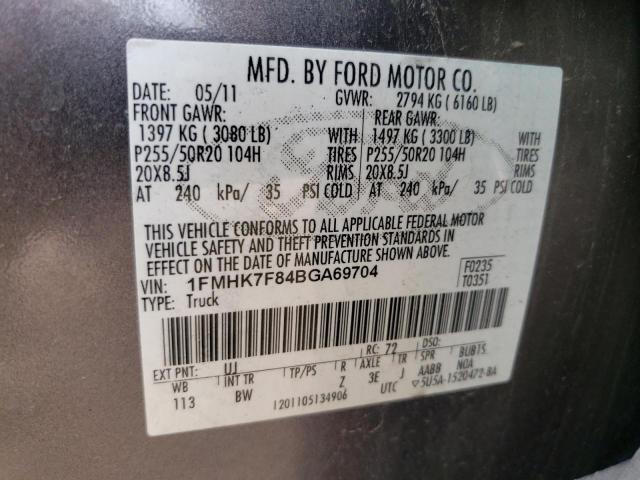 MFD. BY FORD MOTOR CO.
DATE: 05/11 GVWR: 2794 KG ( 6160 LB)
FRONT GAWR: REAR GAWR:
1397 KG ( 3080 LB) WITH 1497 KG ( 3300 LB) WITH
P255/50R20 104H TIRES P255/50R20 104H TIRES
20X8.5J RIMS 20X8.5J RIMS
AT 240 kPa/ 35 PSI COLD AT 240 kPa/ 35 PSI COLD
THIS VEHICLE CONFORMS TO ALL APPLICABLE FEDERAL MOTOR
VEHICLE SAFETY AND THEFT PREVENTION STANDARDS IN
EFFECT ON THE DATE OF MANUFACTURE SHOWN ABOVE.
VIN: 1FMHK7F84BGA69704 F0235
TYPE: Truck T0351
EXT PNT: UJ RC: 72 DSO:
WB INT TR TP/PS R AXLE TR SPR BUB15
113 BW Z 3E J AABB NOA
1201105134906 UTC ▽5U5A-1520472-BA
Ford